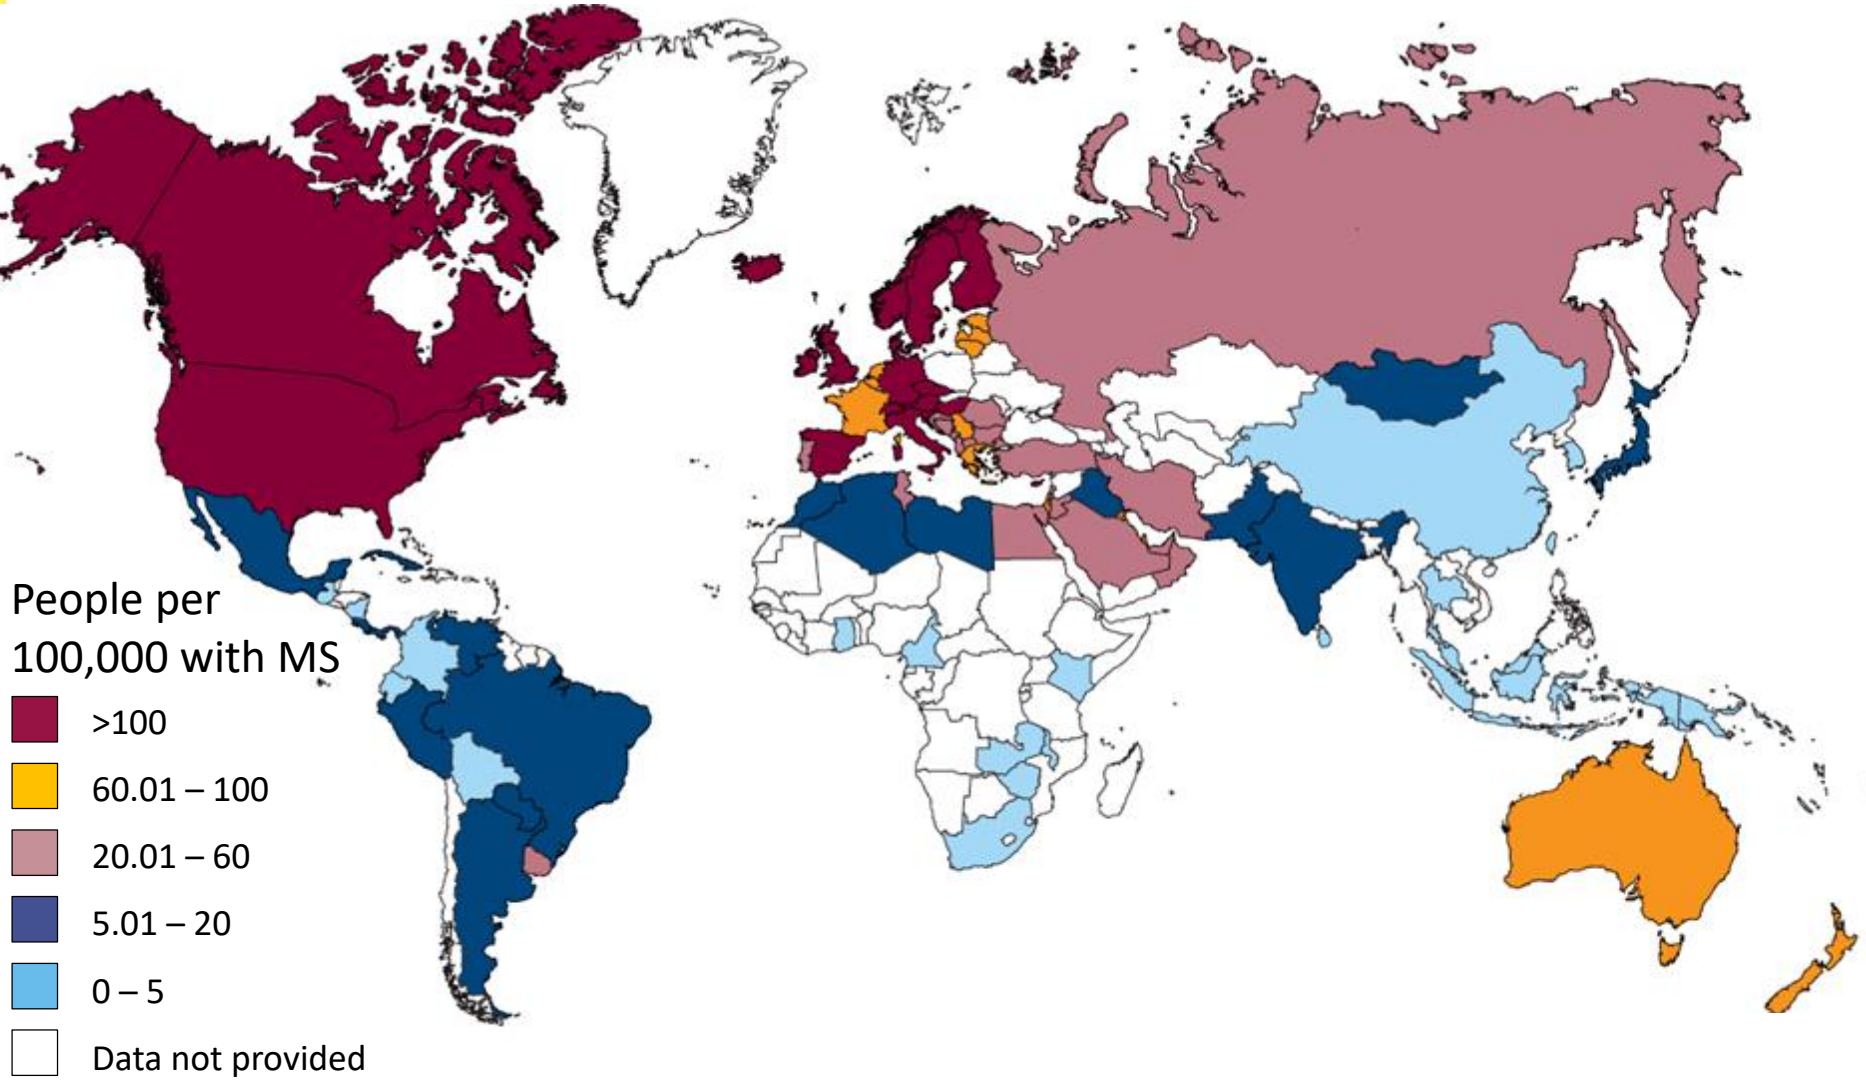 People per
100,000 with MS
>100
60.01 – 100
20.01 – 60
5.01 – 20
0 – 5
Data not provided